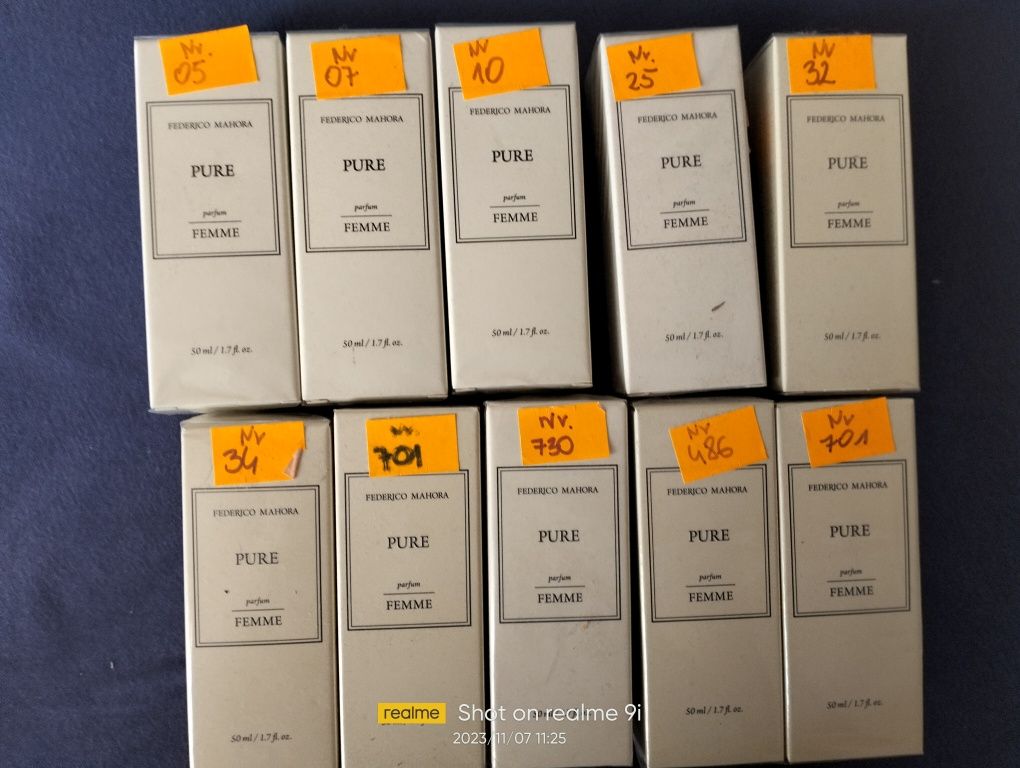 Nr.
05
FEDERICO MAHORA
PURE
parfum
FEMME
50 ml / 1.7 fl. oz.
Nr
07
FEDERICO MAHORA
PURE
parfum
FEMME
50 ml / 1.7 fl. oz.
Nr
10
FEDERICO MAHORA
PURE
parfum
FEMME
50 ml / 1.7 fl. oz.
Nr.
25
FEDERICO MAHORA
PURE
parfum
FEMME
50 ml / 1.7 fl. oz.
Nr
32
FEDERICO MAHORA
PURE
parfum
FEMME
50 ml / 1.7 fl. oz.
Nr
34
FEDERICO MAHORA
PURE
parfum
FEMME
50 ml / 1.7 fl. oz.
701
FEDERICO MAHORA
PURE
parfum
FEMME
Nr.
730
FEDERICO MAHORA
PURE
parfum
FEMME
Nr
486
FEDERICO MAHORA
PURE
parfum
FEMME
50 ml / 1.7 fl. oz.
Nr
701
FEDERICO MAHORA
PURE
parfum
FEMME
50 ml / 1.7 fl. oz.
realme Shot on realme 9i
2023/11/07 11:25